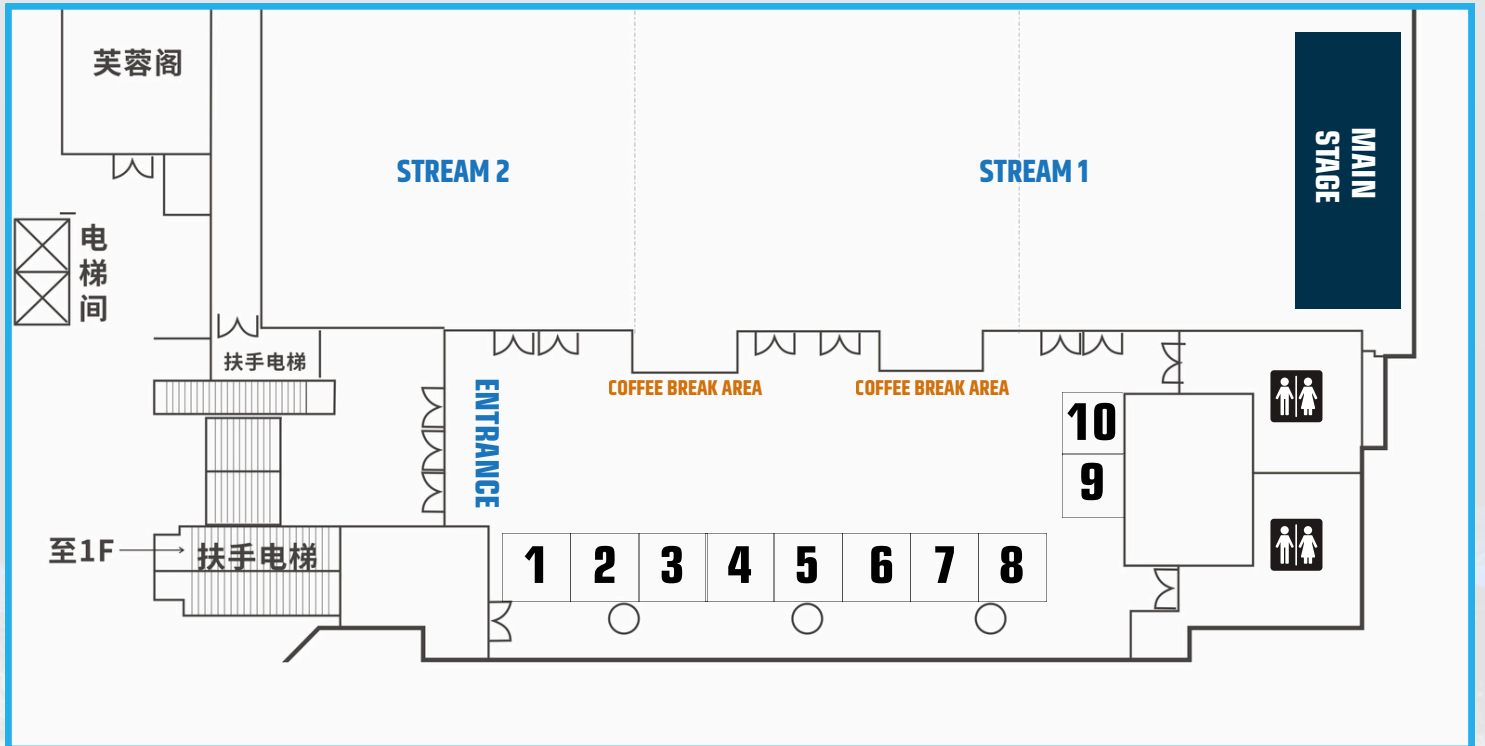 芙蓉阁
STREAM 2
STREAM 1
MAIN
STAGE
电
梯
间
扶手电梯
ENTRANCE
COFFEE BREAK AREA
COFFEE BREAK AREA
10
9
至1F
扶手电梯
1
2
3
4
5
6
7
8